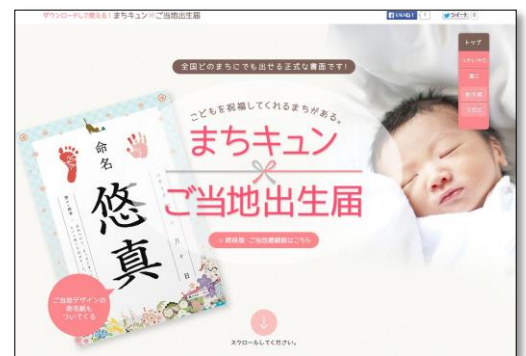 ダウンロードして使える！まちキュン ご当地出生届
いいね！ 1
ツイート 0
トップ
全国どのまちにでも出せる正式な書面です！
こどもを祝福してくれるまちがある。
まちキュン
ご当地出生届
命名
悠真
ご当地デザインの
命名紙も
ついてくる
スクロールしてください。